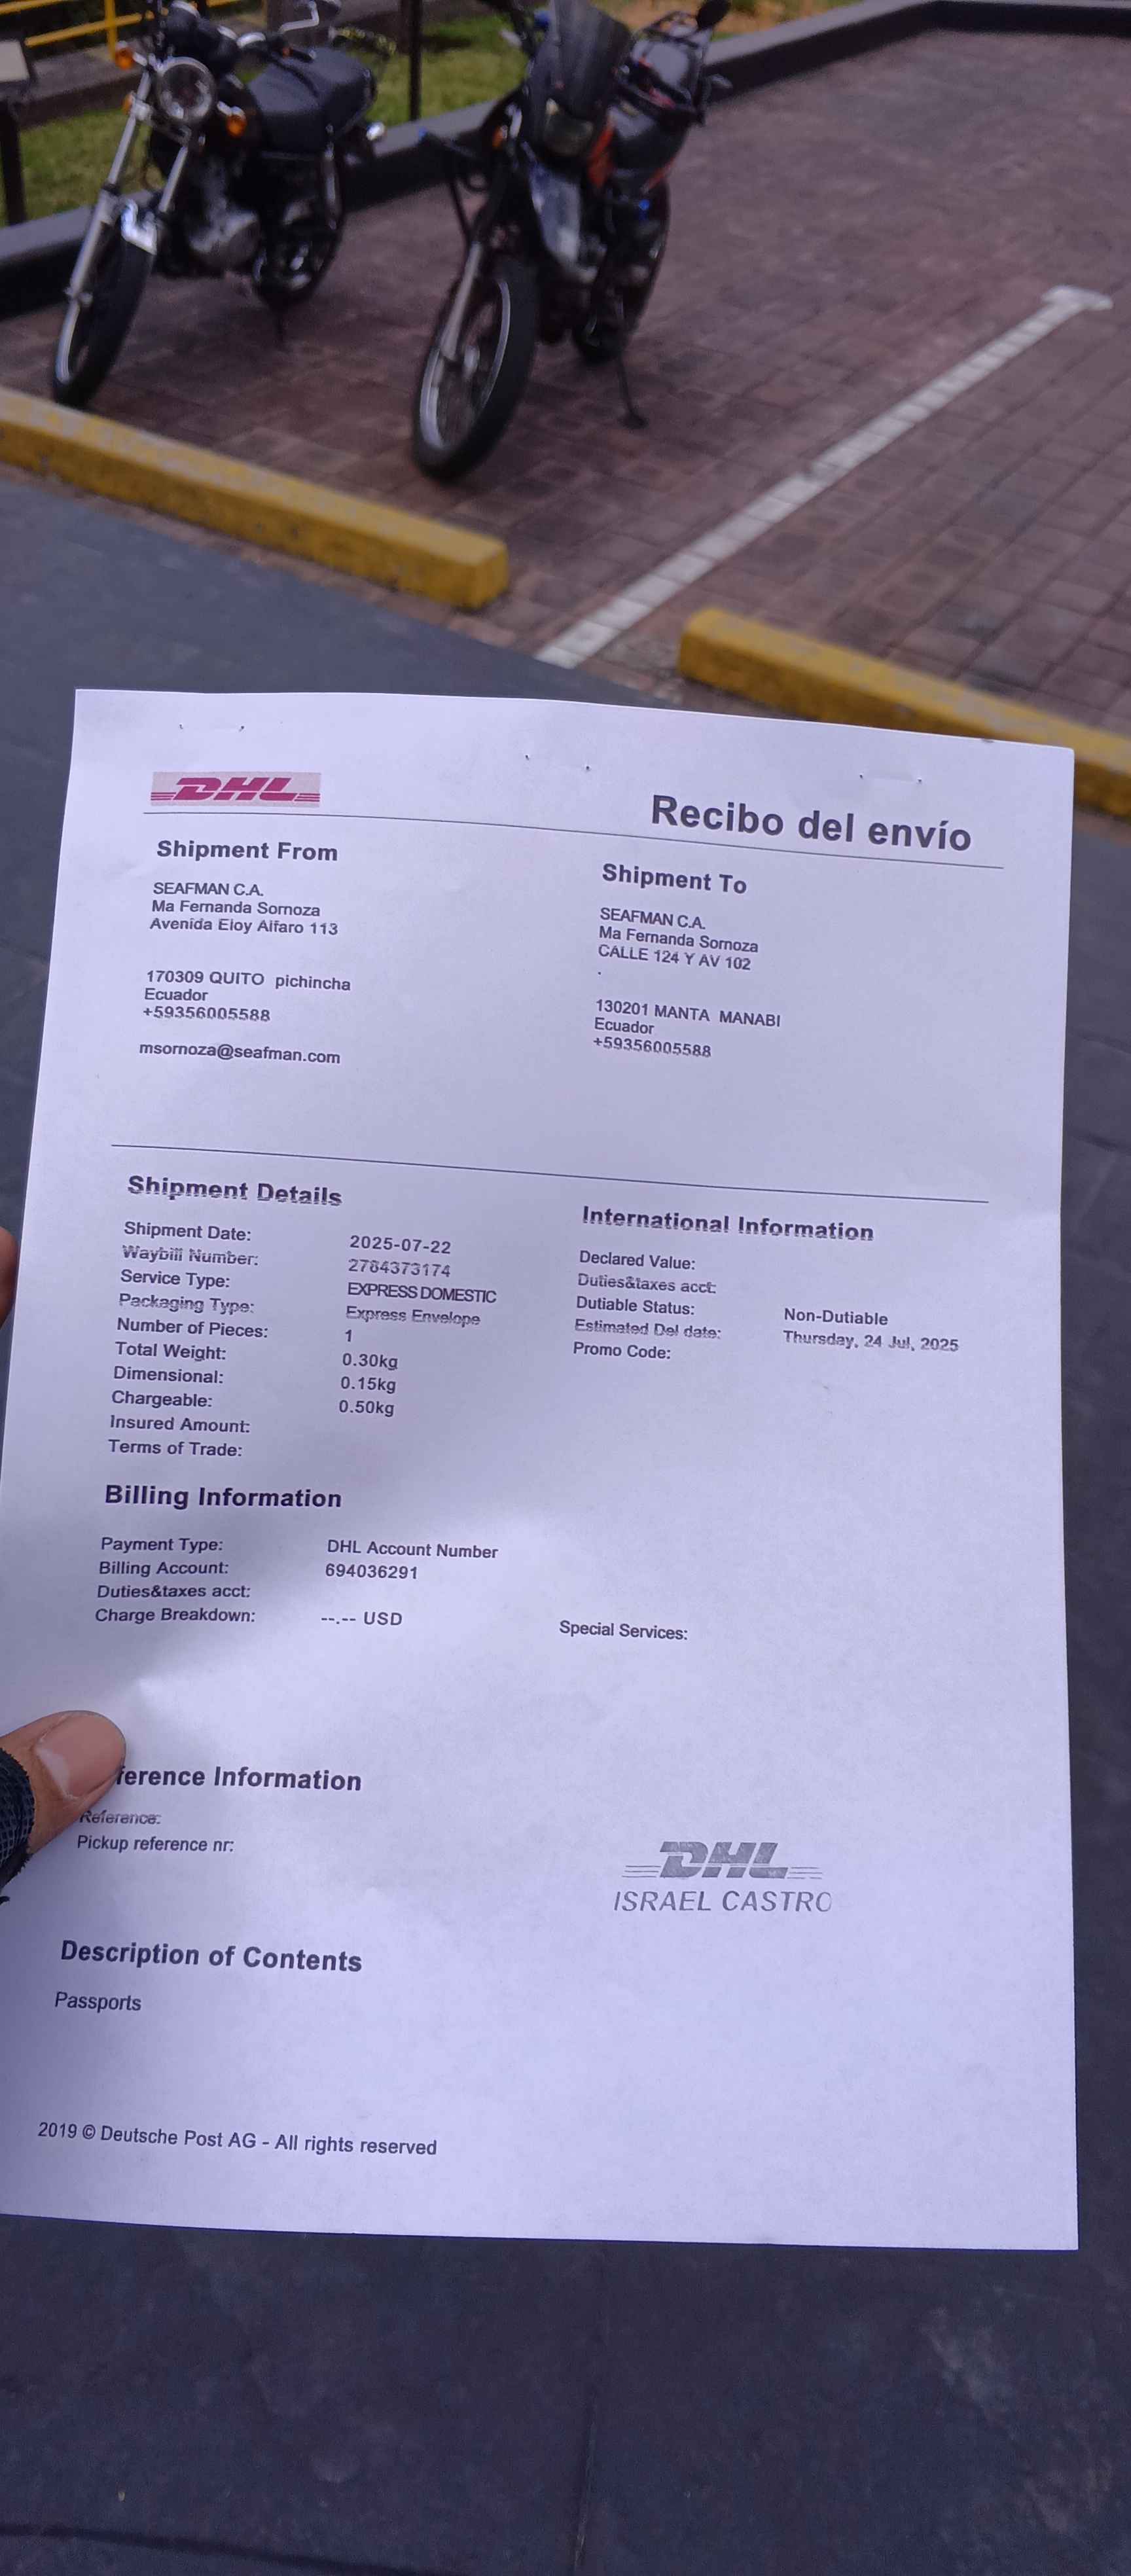 DHL
Recibo del envío
Shipment From
SEAFMAN C.A.
Ma Fernanda Sornoza
Avenida Eloy Alfaro 113
170309 QUITO pichincha
Ecuador
+59356005588
msornoza@seafman.com
Shipment To
SEAFMAN C.A.
Ma Fernanda Sornoza
CALLE 124 Y AV 102
.
130201 MANTA MANABI
Ecuador
+59356005588
Shipment Details
Shipment Date: 2025-07-22
Waybill Number: 2784373174
Service Type: EXPRESS DOMESTIC
Packaging Type: Express Envelope
Number of Pieces: 1
Total Weight: 0.30kg
Dimensional: 0.15kg
Chargeable: 0.50kg
Insured Amount:
Terms of Trade:
International Information
Declared Value:
Duties&taxes acct:
Dutiable Status: Non-Dutiable
Estimated Del date: Thursday, 24 Jul, 2025
Promo Code:
Billing Information
Payment Type: DHL Account Number
Billing Account: 694036291
Duties&taxes acct:
Charge Breakdown: --.-- USD
Special Services:
ference Information
Reference:
Pickup reference nr:
DHL
ISRAEL CASTRO
Description of Contents
Passports
2019 © Deutsche Post AG - All rights reserved